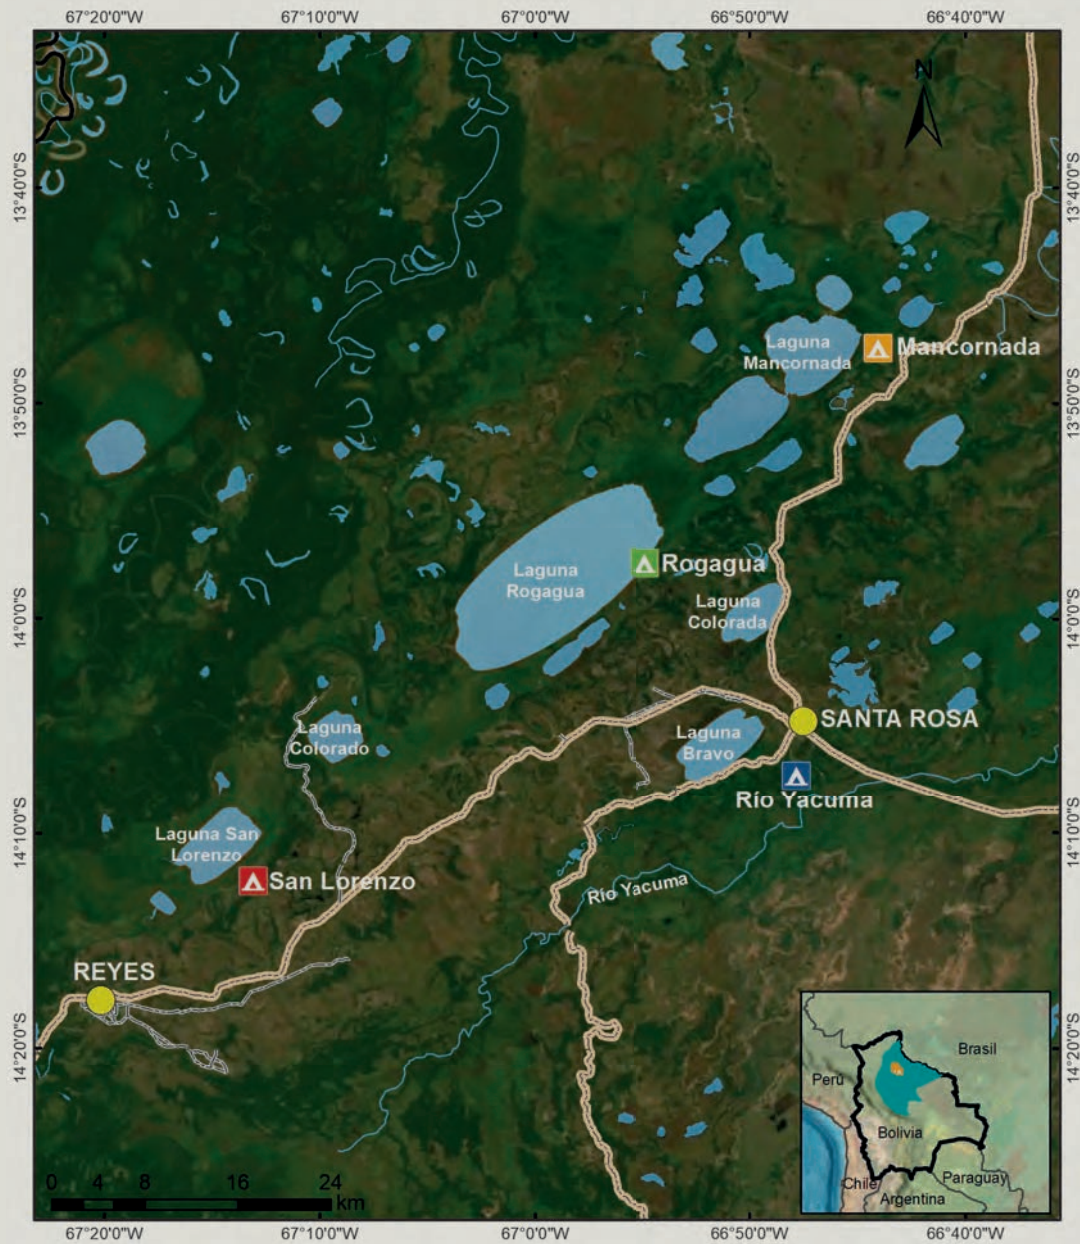 67°20'0"W
67°10'0"W
67°0'0"W
66°50'0"W
66°40'0"W
N
13°40'0"S
13°40'0"S
Laguna
Mancornada
Mancornada
13°50'0"S
13°50'0"S
Rogagua
Laguna
Rogagua
Laguna
Colorada
14°0'0"S
14°0'0"S
SANTA ROSA
Laguna
Colorado
Laguna
Bravo
Río Yacuma
Laguna San
Lorenzo
14°10'0"S
14°10'0"S
San Lorenzo
Río Yacuma
REYES
14°20'0"S
14°20'0"S
Brasil
Perú
Bolivia
Paraguay
Chile
Argentina
0 4 8 16 24
km
67°20'0"W
67°10'0"W
67°0'0"W
66°50'0"W
66°40'0"W